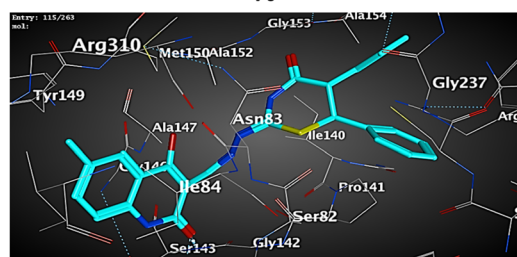 Entry: 115/263
mol:
Gly153
Ala154
Arg310
Met150
Ala152
Gly237
Tyr149
Asn83
Ala147
Ile140
Ile84
Pro141
Ser82
Ser143
Gly142